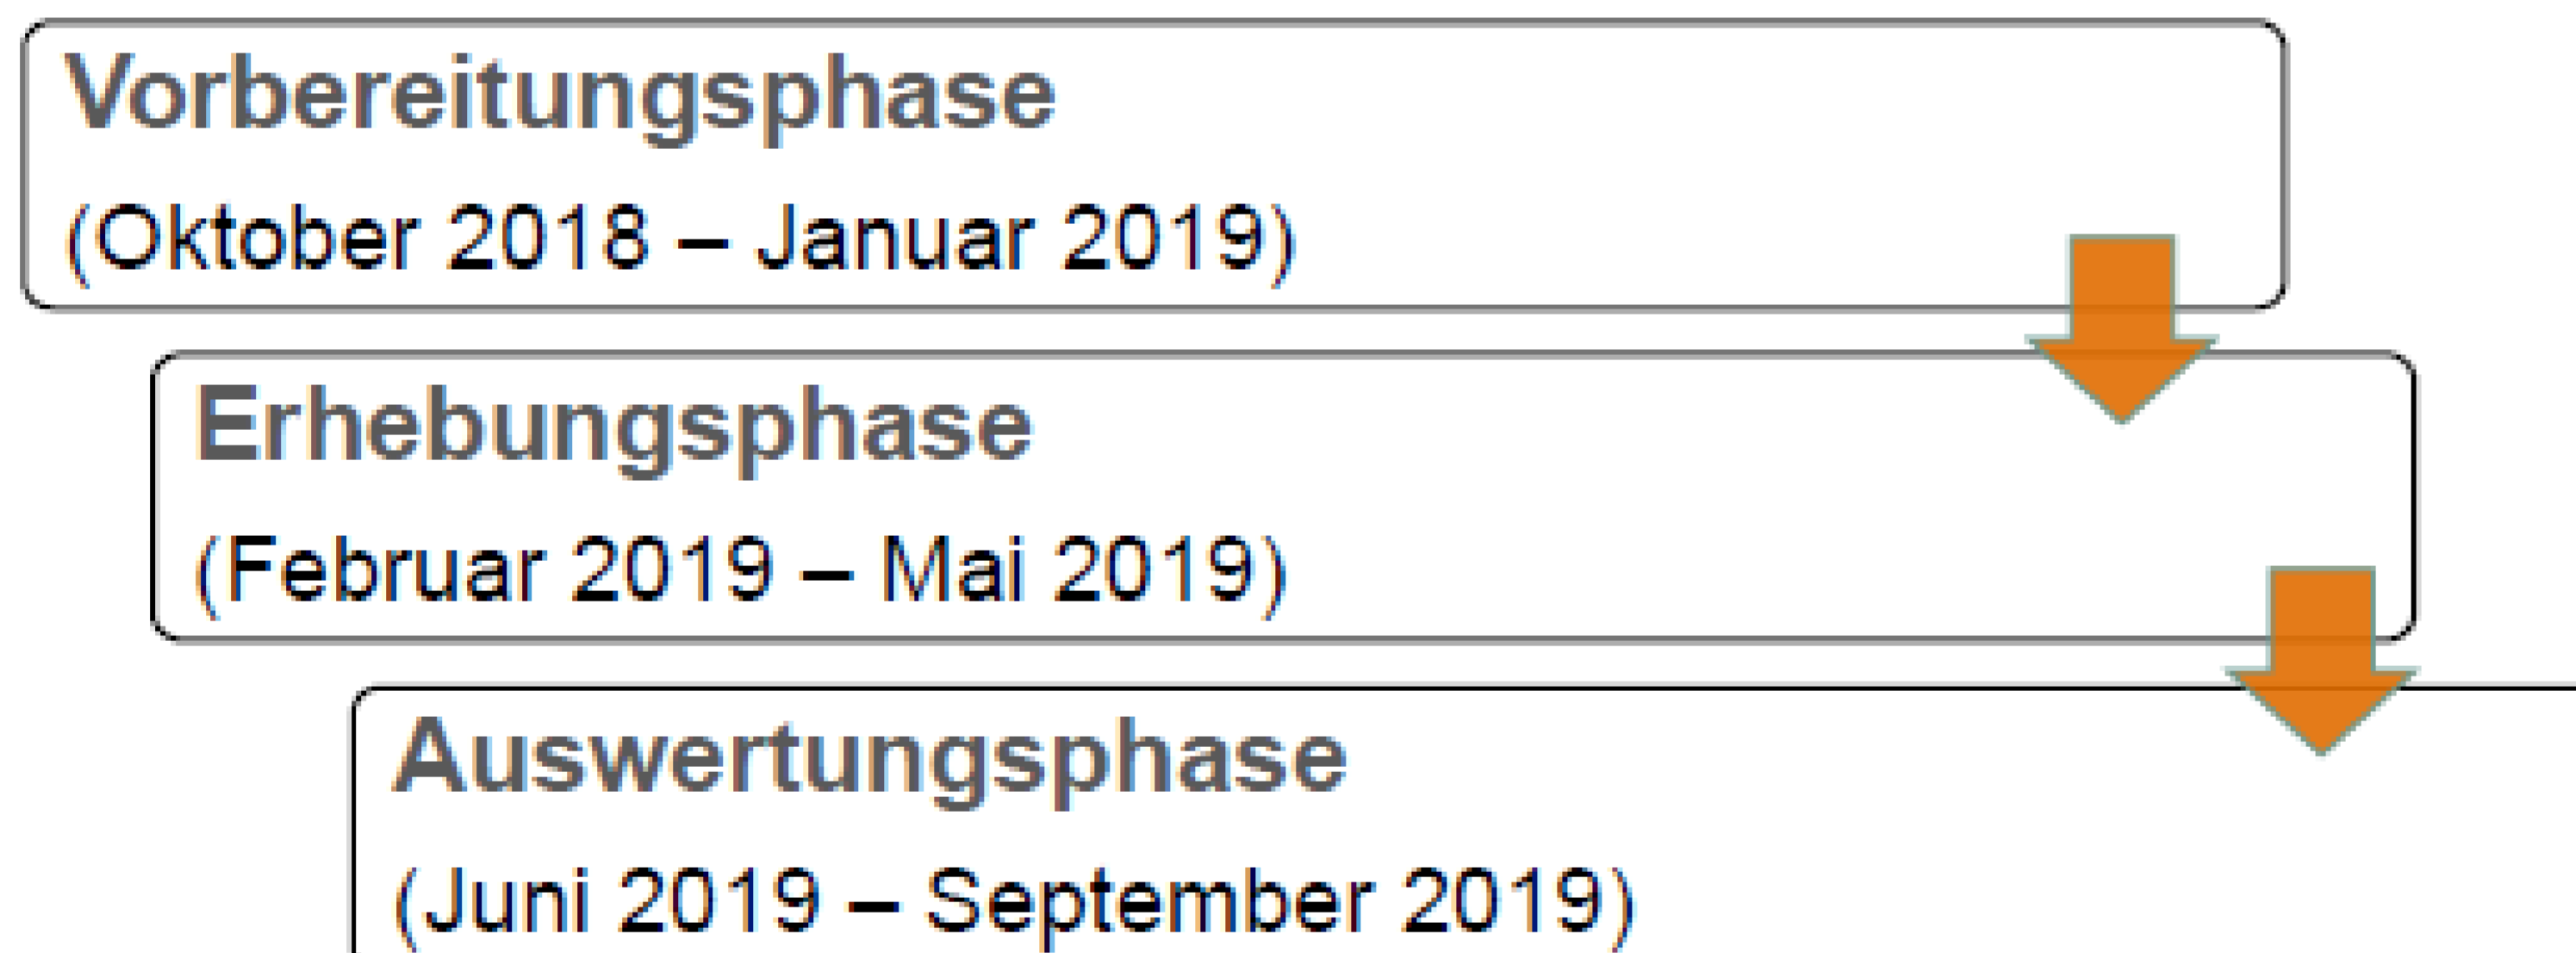 Vorbereitungsphase
(Oktober 2018 – Januar 2019)
Erhebungsphase
(Februar 2019 – Mai 2019)
Auswertungsphase
(Juni 2019 – September 2019)